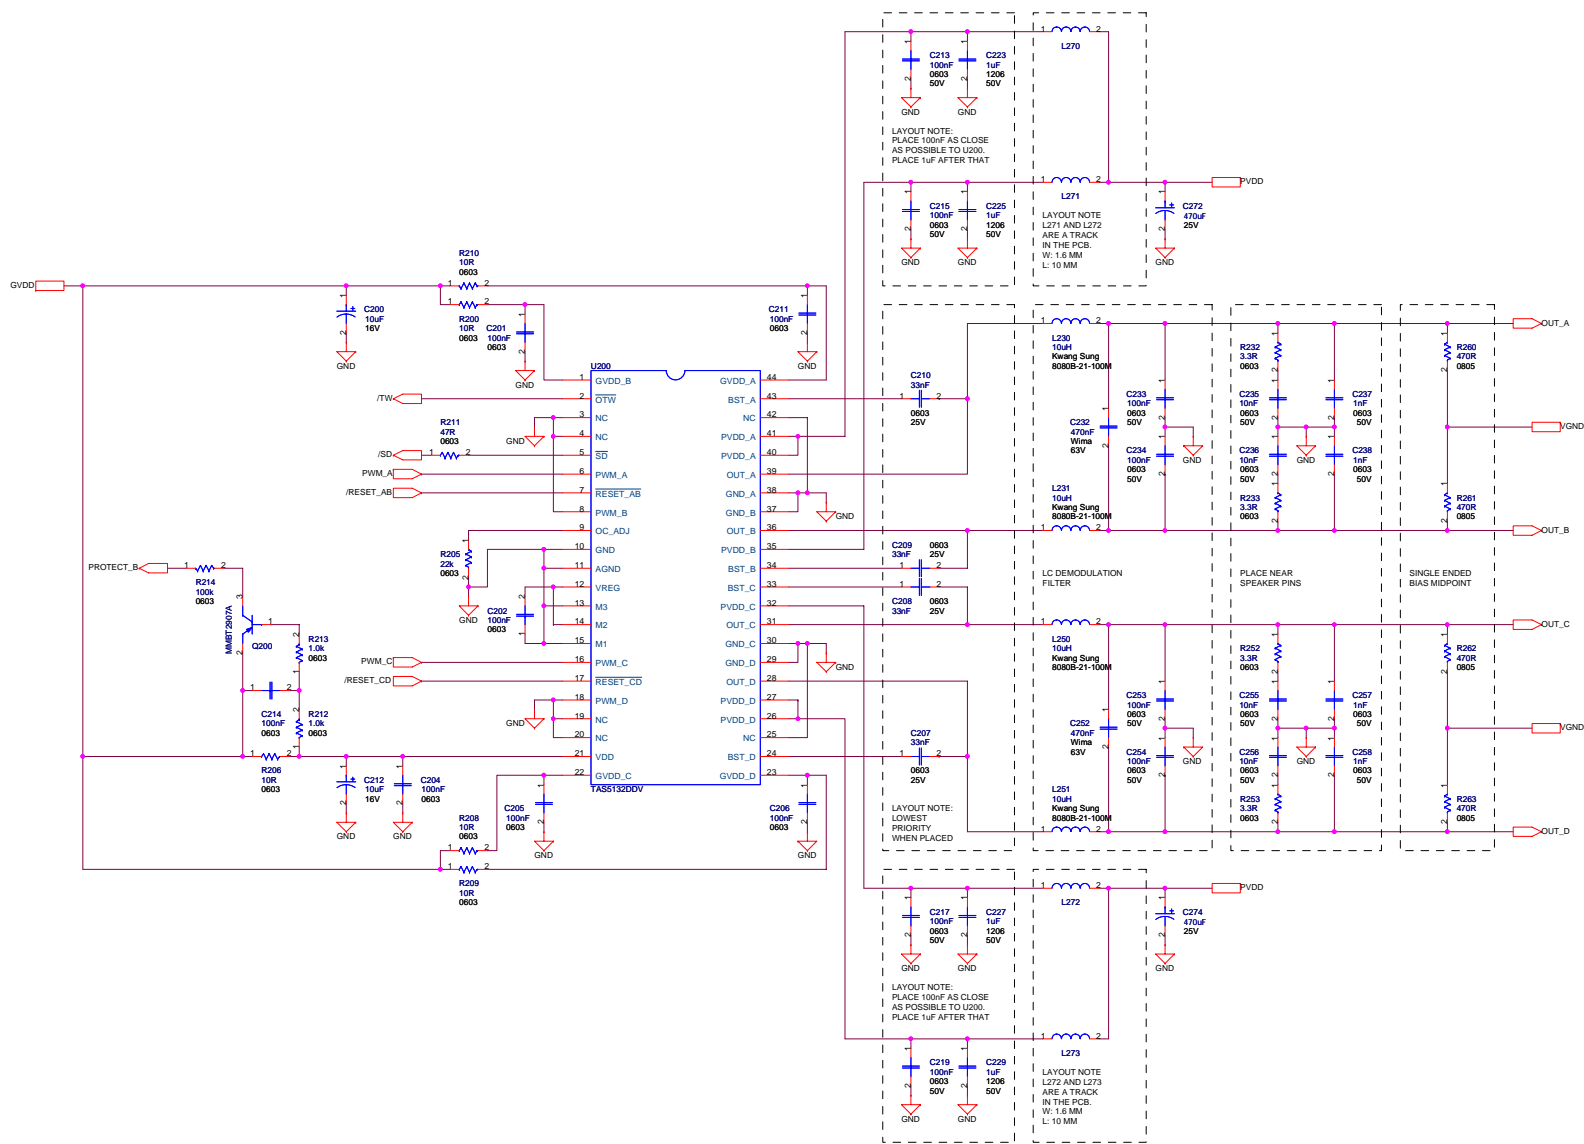 C213
100nF
0603
50V
C223
1uF
1206
50V
L270
GND
GND
LAYOUT NOTE:
PLACE 100nF AS CLOSE
AS POSSIBLE TO U200.
PLACE 1uF AFTER THAT
L271
PVDD
C215
100nF
0603
50V
C225
1uF
1206
50V
GND
GND
LAYOUT NOTE
L271 AND L272
ARE A TRACK
IN THE PCB.
W: 1.6 MM
L: 10 MM
C272
470uF
25V
GND
GVDD
R210
10R
0603
R200
10R
0603
C200
10uF
16V
GND
C201
100nF
0603
GND
C211
100nF
0603
GND
U200
TAS5132DDV
1 GVDD_B
2 OTW
3 NC
4 NC
5 SD
6 PWM_A
7 RESET_AB
8 PWM_B
9 OC_ADJ
10 GND
11 AGND
12 VREG
13 M3
14 M2
15 M1
16 PWM_C
17 RESET_CD
18 PWM_D
19 NC
20 NC
21 VDD
22 GVDD_C
GVDD_A 44
BST_A 43
NC 42
PVDD_A 41
PVDD_A 40
OUT_A 39
GND_A 38
GND_B 37
OUT_B 36
PVDD_B 35
BST_B 34
BST_C 33
PVDD_C 32
OUT_C 31
GND_C 30
GND_D 29
OUT_D 28
PVDD_D 27
PVDD_D 26
NC 25
BST_D 24
GVDD_D 23
/TW
GND
R211
47R
0603
/SD
PWM_A
/RESET_AB
R205
22k
0603
GND
C202
100nF
0603
PROTECT_B
R214
100k
0603
MMBT2907A
Q200
R213
1.0k
0603
C214
100nF
0603
R212
1.0k
0603
R206
10R
0603
PWM_C
/RESET_CD
GND
C212
10uF
16V
GND
C204
100nF
0603
GND
C205
100nF
0603
GND
R208
10R
0603
R209
10R
0603
C206
100nF
0603
GND
GND
GND
C210
33nF
0603
25V
C209
33nF
0603
25V
C208
33nF
0603
25V
C207
33nF
0603
25V
LAYOUT NOTE:
LOWEST
PRIORITY
WHEN PLACED
L230
10uH
Kwang Sung
8080B-21-100M
C232
470nF
Wima
63V
C233
100nF
0603
50V
C234
100nF
0603
50V
GND
L231
10uH
Kwang Sung
8080B-21-100M
LC DEMODULATION
FILTER
L250
10uH
Kwang Sung
8080B-21-100M
C252
470nF
Wima
63V
C253
100nF
0603
50V
C254
100nF
0603
50V
GND
L251
10uH
Kwang Sung
8080B-21-100M
R232
3.3R
0603
C235
10nF
0603
50V
C236
10nF
0603
50V
R233
3.3R
0603
C237
1nF
0603
50V
C238
1nF
0603
50V
GND
PLACE NEAR
SPEAKER PINS
R252
3.3R
0603
C255
10nF
0603
50V
C256
10nF
0603
50V
R253
3.3R
0603
C257
1nF
0603
50V
C258
1nF
0603
50V
GND
R260
470R
0805
R261
470R
0805
SINGLE ENDED
BIAS MIDPOINT
R262
470R
0805
R263
470R
0805
OUT_A
VGND
OUT_B
OUT_C
VGND
OUT_D
L272
PVDD
C217
100nF
0603
50V
C227
1uF
1206
50V
C274
470uF
25V
GND
GND
GND
LAYOUT NOTE:
PLACE 100nF AS CLOSE
AS POSSIBLE TO U200.
PLACE 1uF AFTER THAT
L273
C219
100nF
0603
50V
C229
1uF
1206
50V
GND
GND
LAYOUT NOTE
L272 AND L273
ARE A TRACK
IN THE PCB.
W: 1.6 MM
L: 10 MM